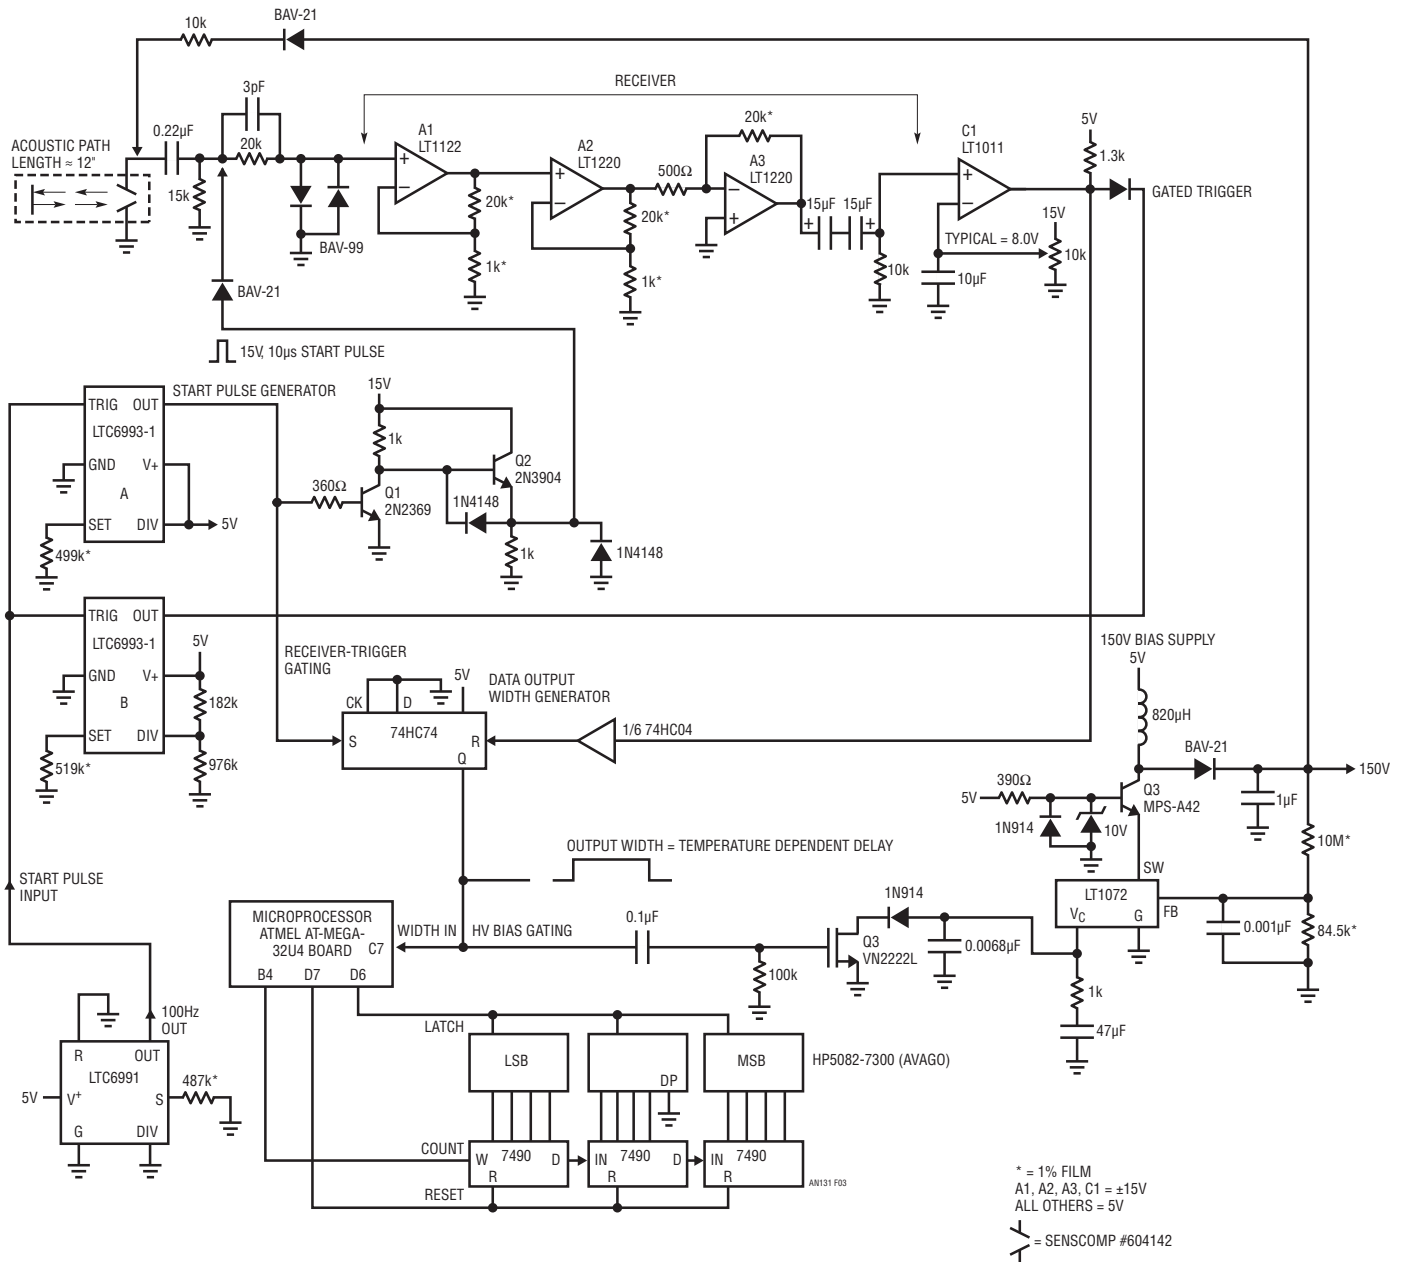 10k
BAV-21
3pF
RECEIVER
0.22µF
20k
ACOUSTIC PATH
LENGTH ≈ 12"
15k
BAV-99
+
A1
LT1122
–
20k*
1k*
+
A2
LT1220
–
20k*
1k*
500Ω
20k*
A3
LT1220
–
+
15µF
15µF
+
+
10k
C1
LT1011
+
–
5V
1.3k
GATED TRIGGER
15V
TYPICAL = 8.0V
10k
10µF
BAV-21
15V, 10µs START PULSE
START PULSE GENERATOR
TRIG OUT
LTC6993-1
GND V+
A
SET DIV
5V
499k*
15V
1k
360Ω
Q1
2N2369
Q2
2N3904
1N4148
1k
1N4148
TRIG OUT
LTC6993-1
5V
GND V+
B
182k
SET DIV
519k*
976k
RECEIVER-TRIGGER
GATING
5V
DATA OUTPUT
WIDTH GENERATOR
CK
D
74HC74
S
R
Q
1/6 74HC04
150V BIAS SUPPLY
5V
820µH
BAV-21
150V
390Ω
5V
Q3
MPS-A42
1N914
10V
1µF
10M*
SW
LT1072
VC
G
FB
0.001µF
84.5k*
START PULSE
INPUT
OUTPUT WIDTH = TEMPERATURE DEPENDENT DELAY
MICROPROCESSOR
ATMEL AT-MEGA-
32U4 BOARD
C7
B4 D7 D6
WIDTH IN
HV BIAS GATING
0.1µF
100k
1N914
Q3
VN2222L
0.0068µF
1k
47µF
100Hz
OUT
R OUT
LTC6991
5V
V+
S
487k*
G DIV
LATCH
LSB
DP
MSB
HP5082-7300 (AVAGO)
COUNT
W 7490 D
R
IN 7490 D
R
IN 7490
R
RESET
AN131 F03
* = 1% FILM
A1, A2, A3, C1 = ±15V
ALL OTHERS = 5V
= SENSCOMP #604142